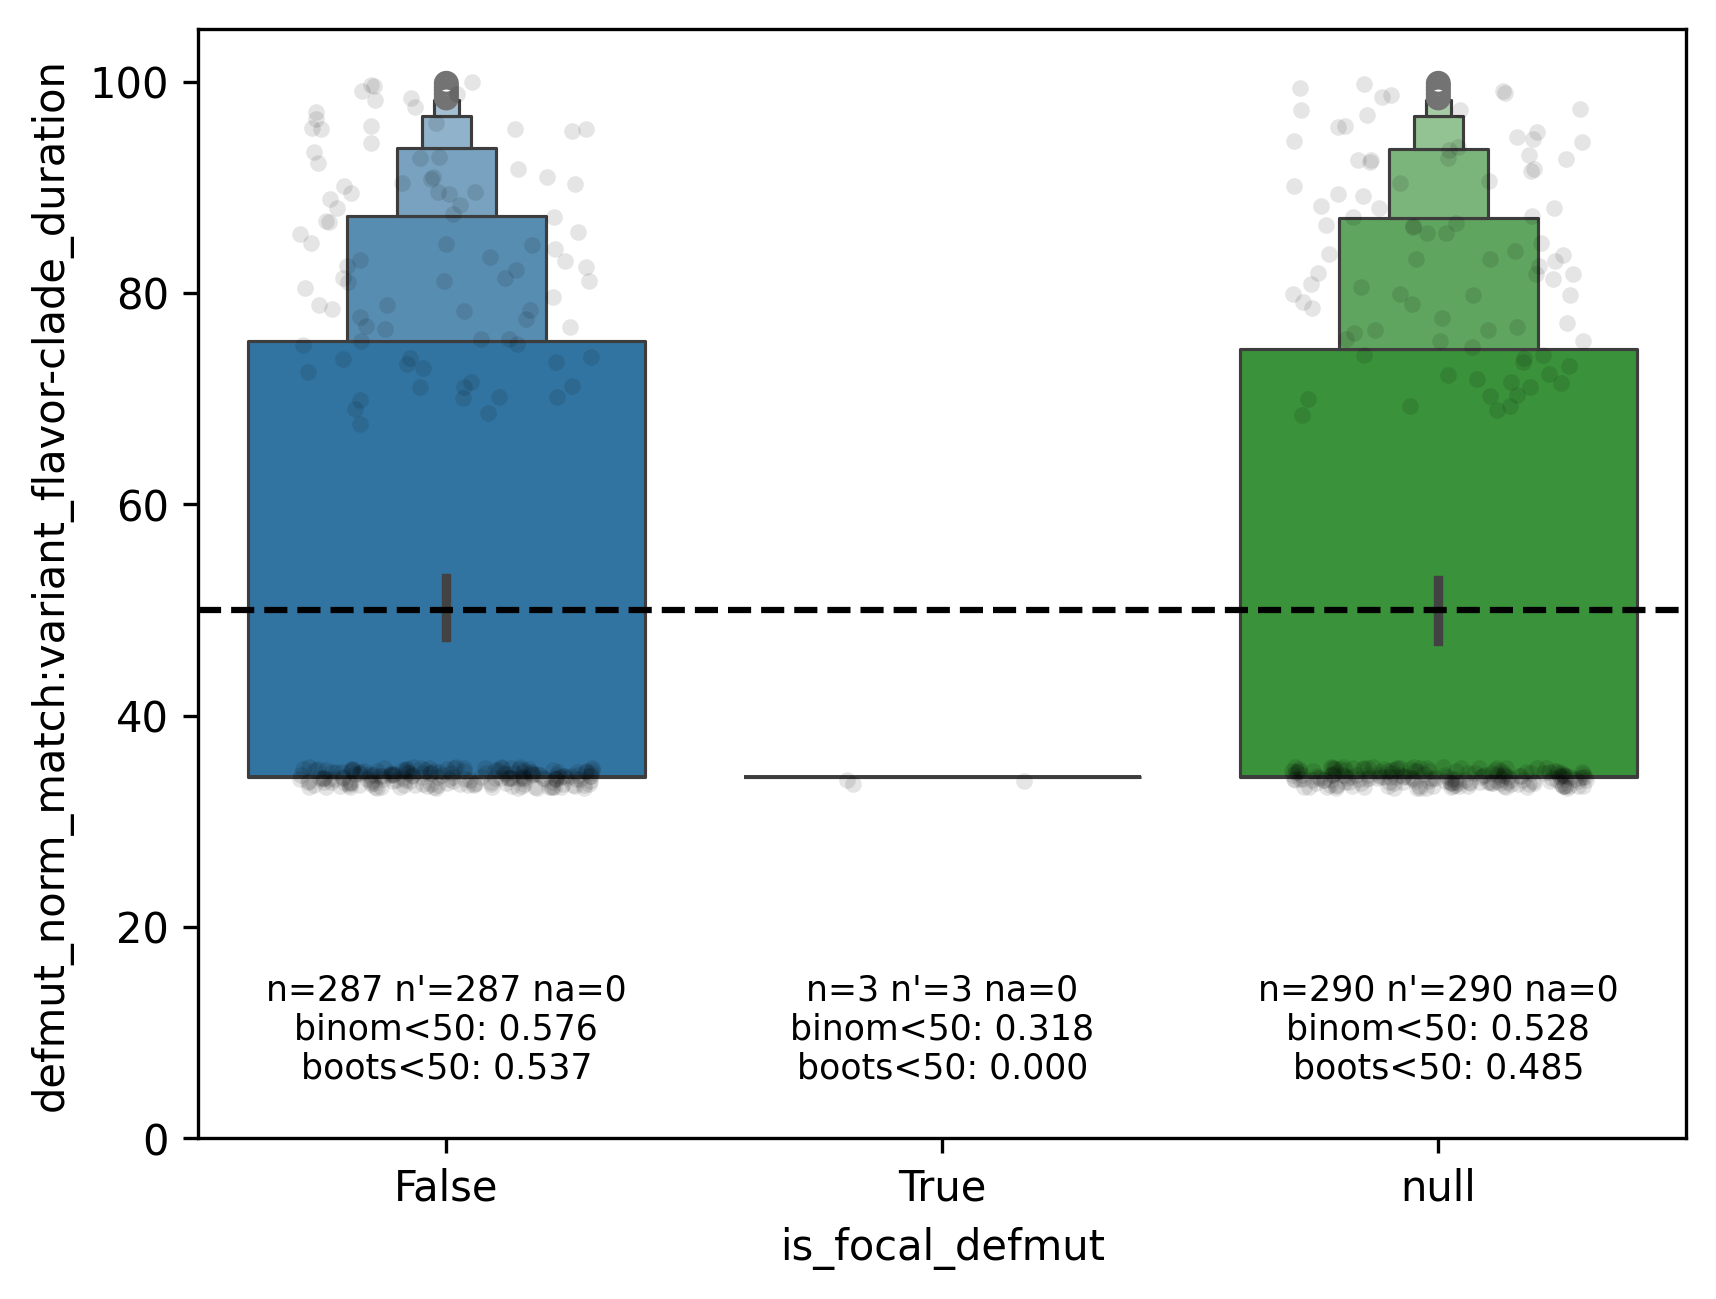 defmut_norm_match:variant_flavor-clade_duration
100
80
60
40
20
0
n=287 n'=287 na=0
binom<50: 0.576
boots<50: 0.537
n=3 n'=3 na=0
binom<50: 0.318
boots<50: 0.000
n=290 n'=290 na=0
binom<50: 0.528
boots<50: 0.485
False
True
null
is_focal_defmut